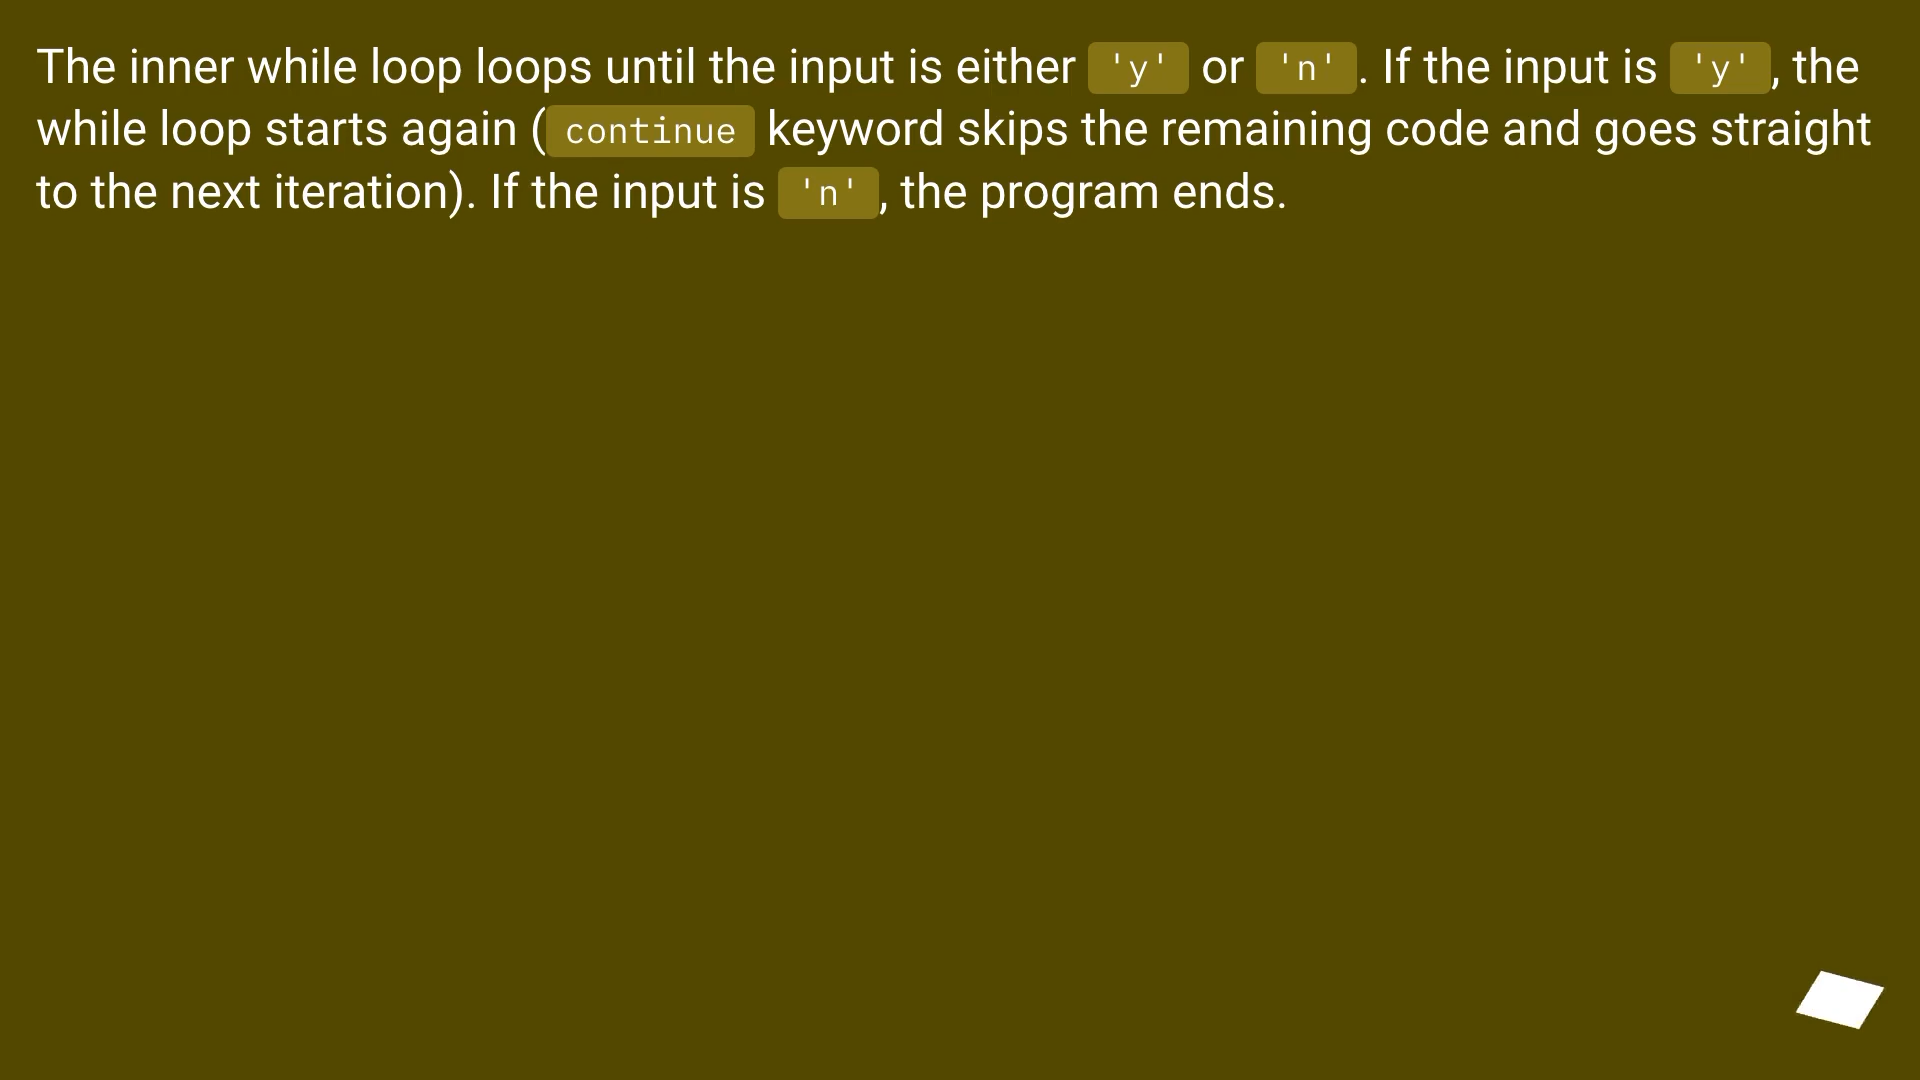 The inner while loop loops until the input is either 'y' or 'n'. If the input is 'y', the
while loop starts again (continue keyword skips the remaining code and goes straight
to the next iteration). If the input is 'n', the program ends.